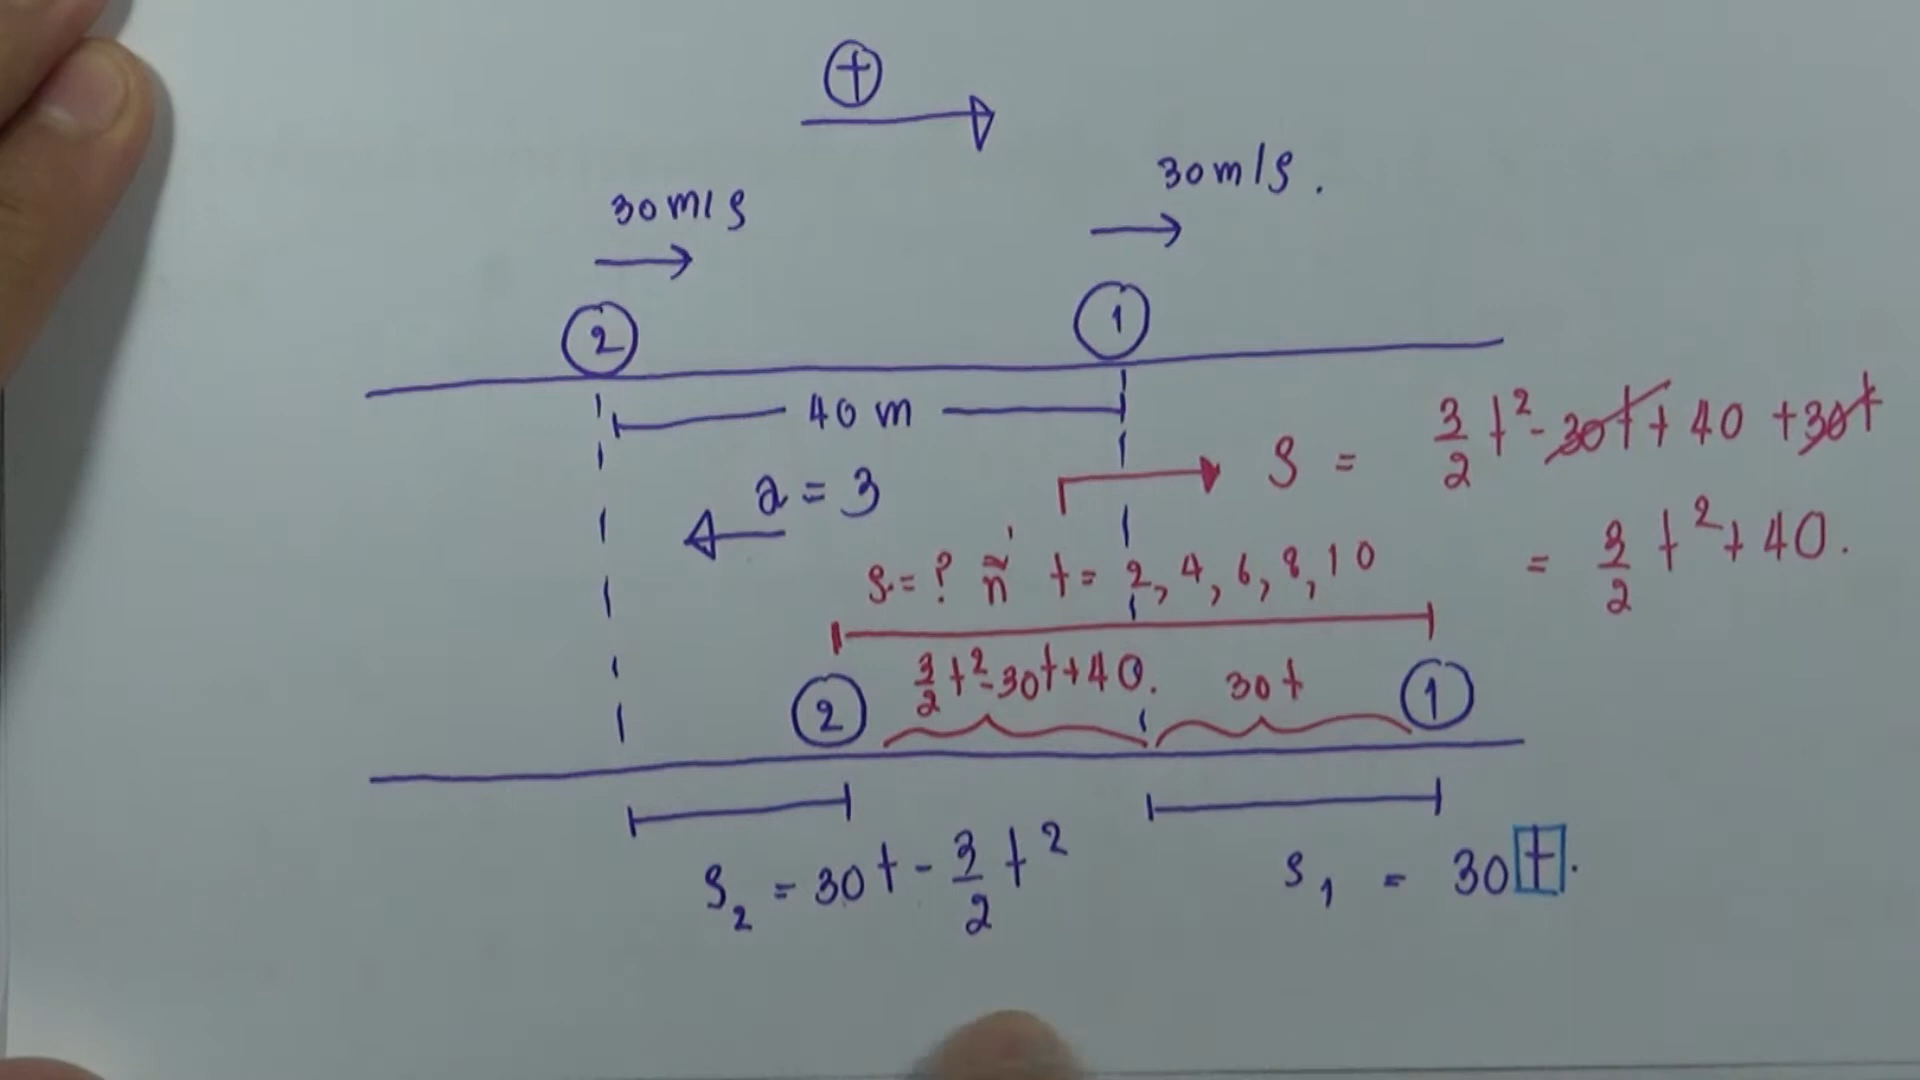 +
30 m/s.
30 m/s
2
1
40 m
S = 3/2 t² - 30t + 40 + 30t
a = 3
= 3/2 t² + 40.
S = ? ที่ t = 2, 4, 6, 8, 10
3/2 t² - 30t + 40.
30t
2
1
S₂ = 30t - 3/2 t²
S₁ = 30t.